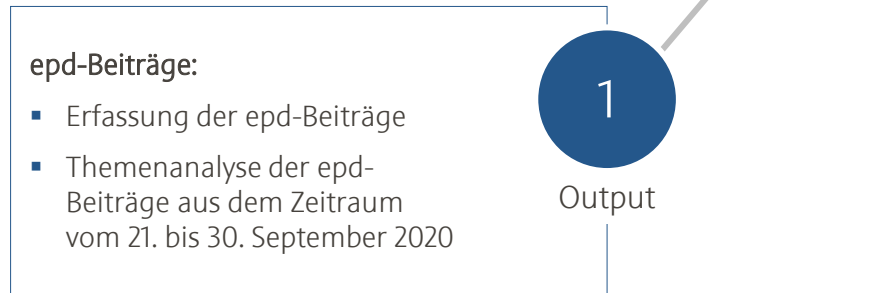 epd-Beiträge:
▪ Erfassung der epd-Beiträge
▪ Themenanalyse der epd-
Beiträge aus dem Zeitraum
vom 21. bis 30. September 2020
1
Output